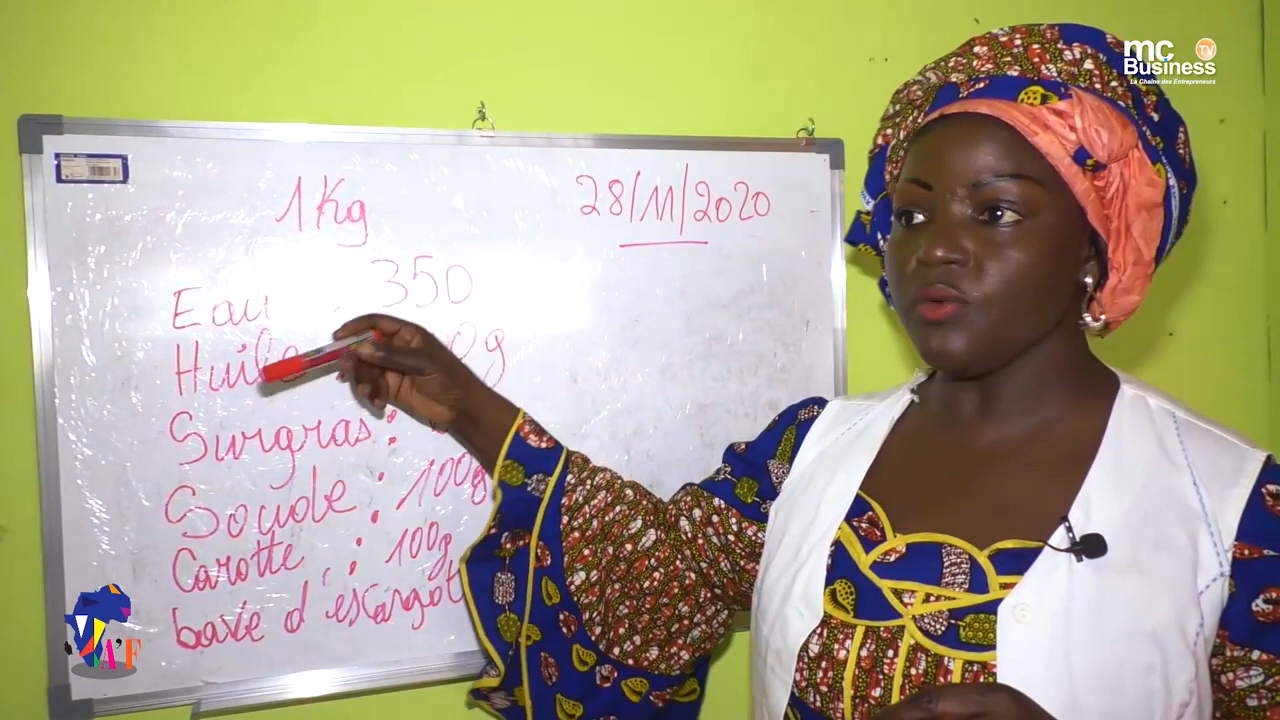 mc TV
Business
La Chaîne des Entrepreneurs
1Kg
28/11/2020
Eau 350
Huile 0g
Surgras:
Soude : 100g
Carotte : 100g
bave d'escargot
A'F